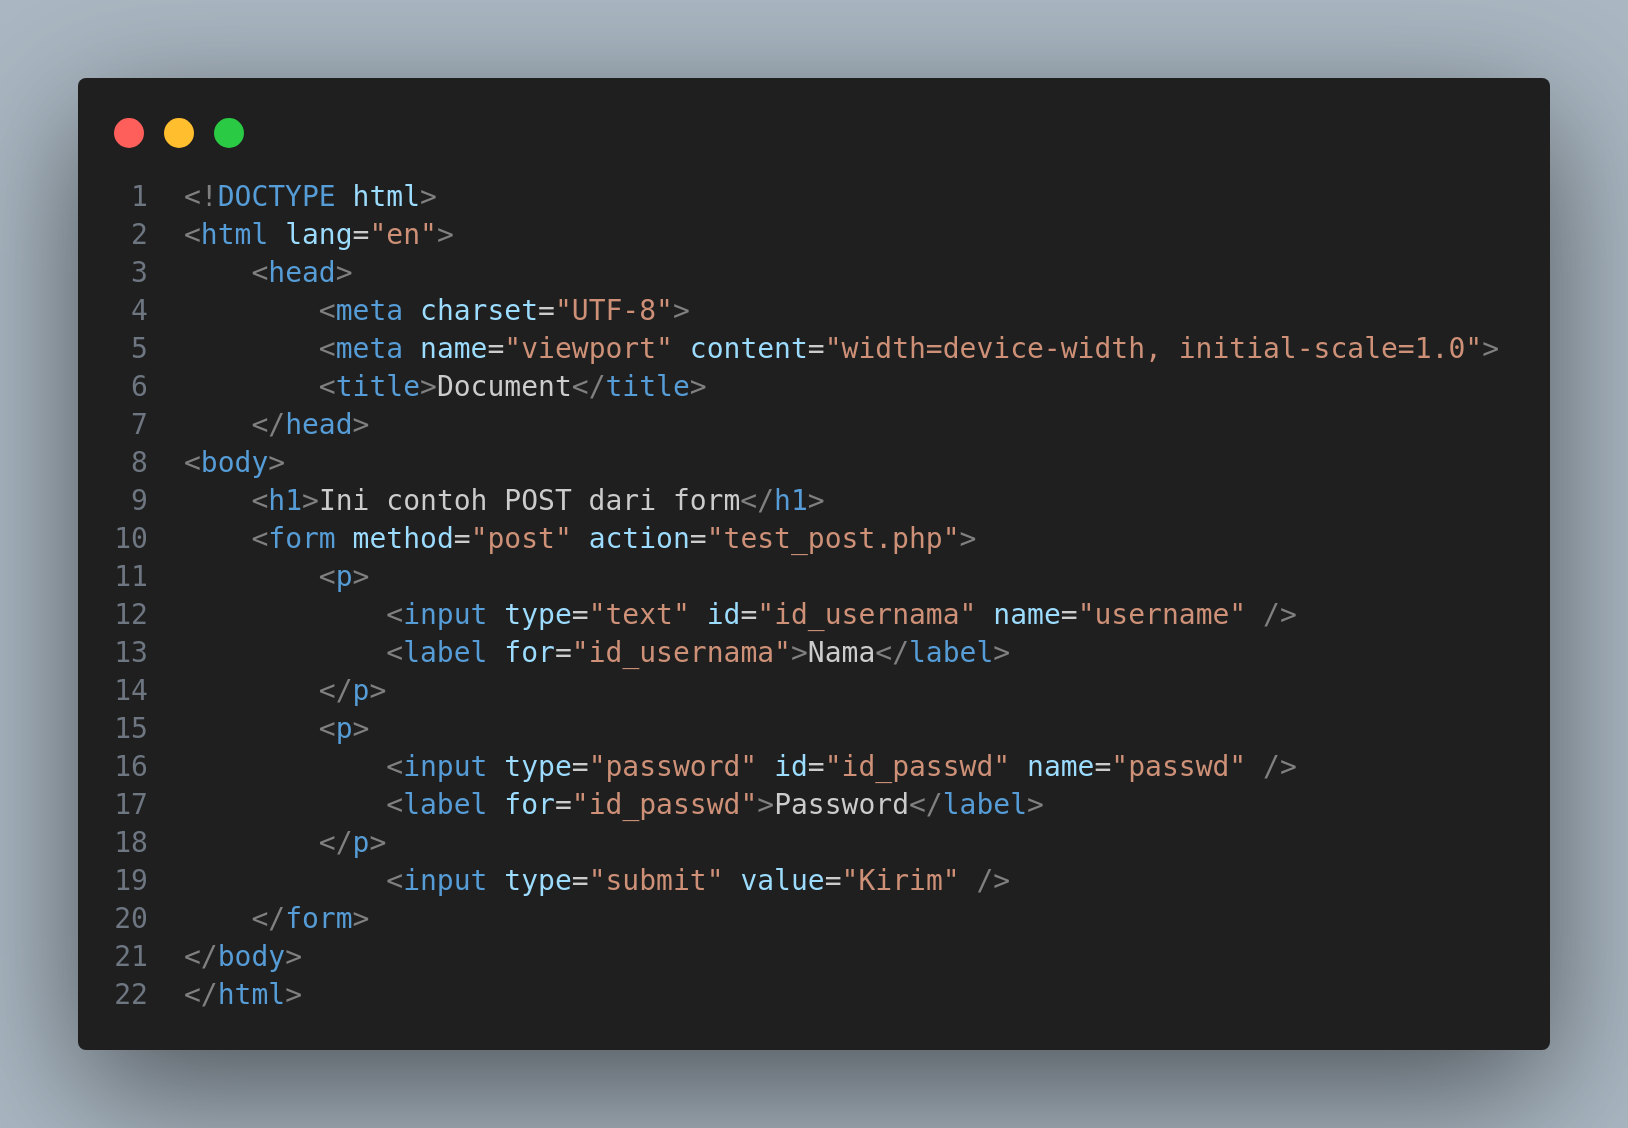 1 <!DOCTYPE html>
2 <html lang="en">
3     <head>
4         <meta charset="UTF-8">
5         <meta name="viewport" content="width=device-width, initial-scale=1.0">
6         <title>Document</title>
7     </head>
8 <body>
9     <h1>Ini contoh POST dari form</h1>
10     <form method="post" action="test_post.php">
11         <p>
12             <input type="text" id="id_usernama" name="username" />
13             <label for="id_usernama">Nama</label>
14         </p>
15         <p>
16             <input type="password" id="id_passwd" name="passwd" />
17             <label for="id_passwd">Password</label>
18         </p>
19             <input type="submit" value="Kirim" />
20     </form>
21 </body>
22 </html>